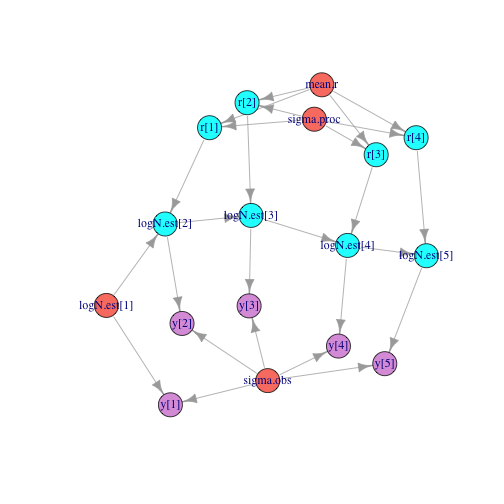 mean.r
r[2]
sigma.proc
r[1]
r[4]
r[3]
logN.est[3]
logN.est[2]
logN.est[4]
logN.est[5]
logN.est[1]
y[3]
y[2]
y[4]
y[5]
sigma.obs
y[1]